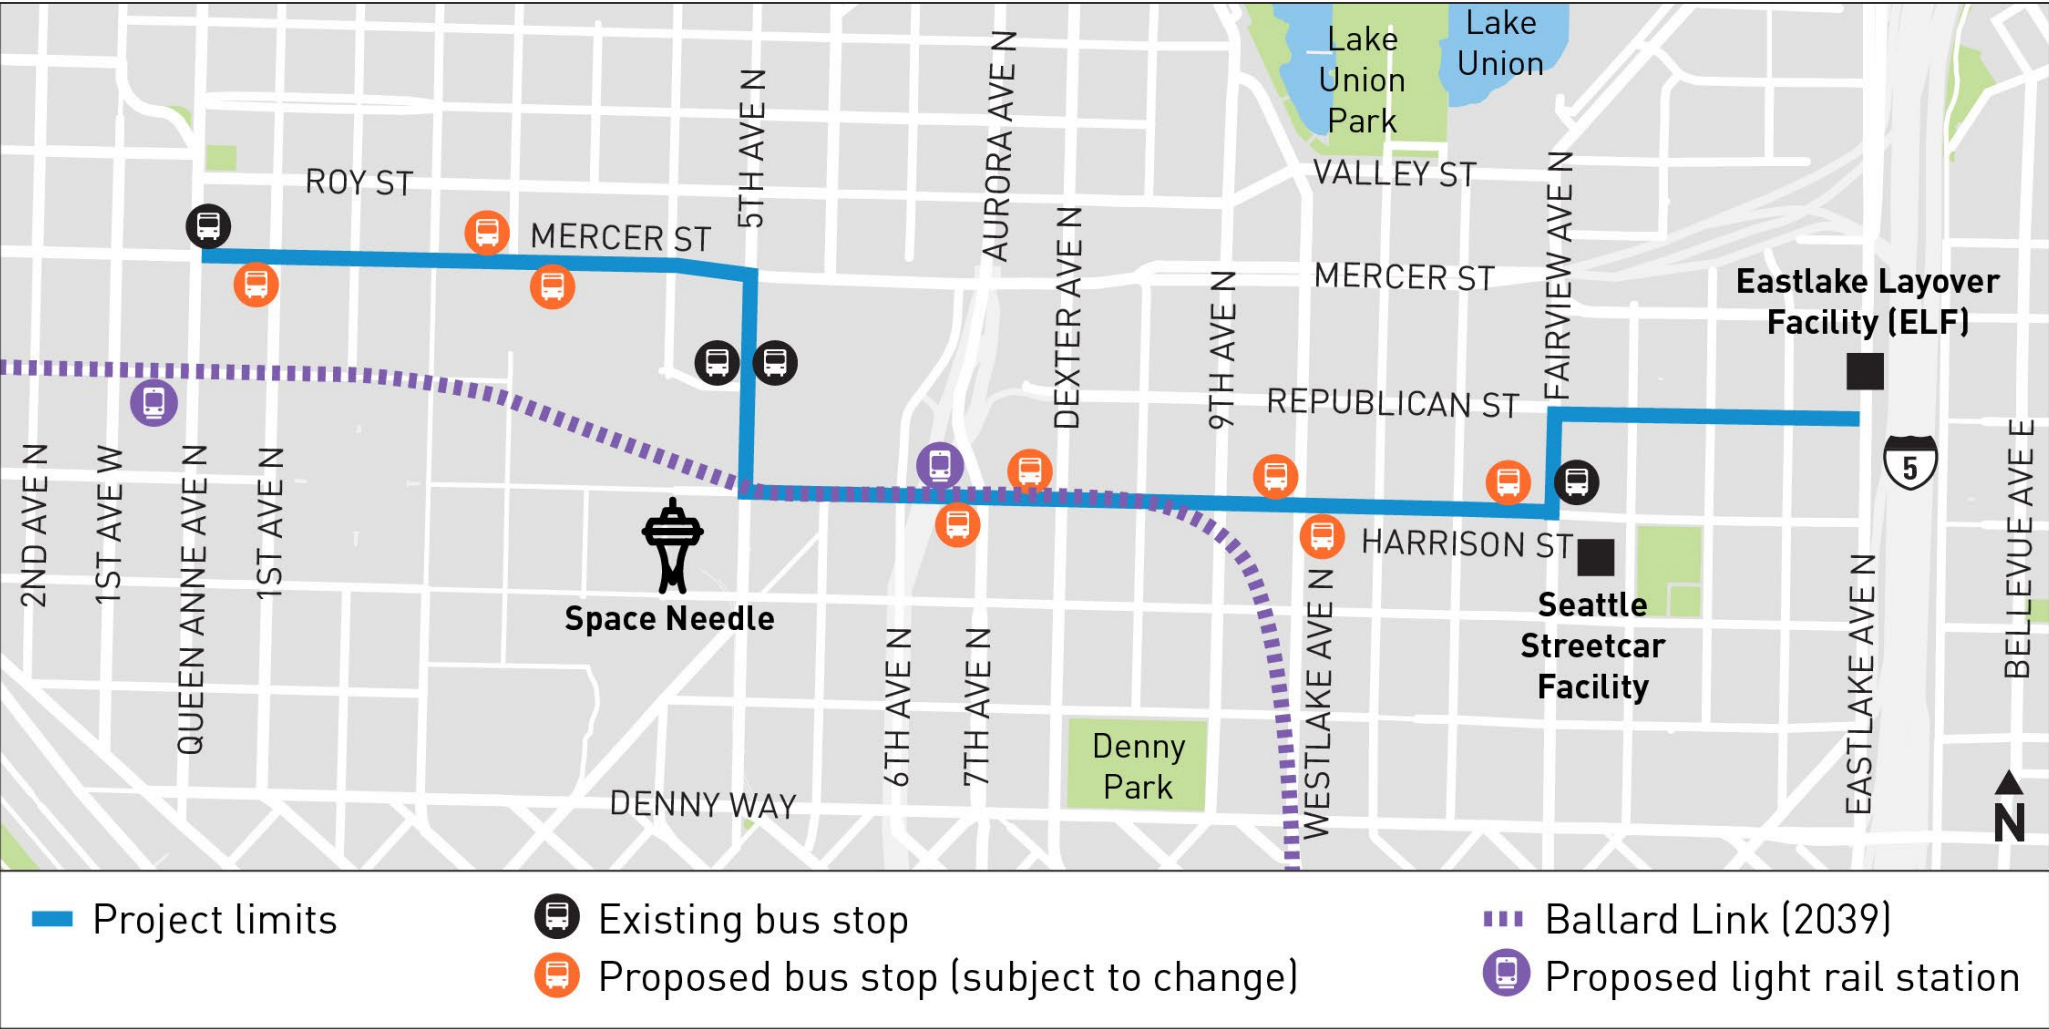 Lake
Union
Park
Lake
Union
5TH AVE N
AURORA AVE N
ROY ST
VALLEY ST
FAIRVIEW AVE N
MERCER ST
DEXTER AVE N
9TH AVE N
MERCER ST
Eastlake Layover
Facility (ELF)
REPUBLICAN ST
2ND AVE N
1ST AVE W
QUEEN ANNE AVE N
1ST AVE N
5
BELLEVUE AVE E
HARRISON ST
Space Needle
Seattle
Streetcar
Facility
6TH AVE N
7TH AVE N
WESTLAKE AVE N
EASTLAKE AVE N
Denny
Park
DENNY WAY
N
Project limits
Existing bus stop
Proposed bus stop (subject to change)
Ballard Link (2039)
Proposed light rail station